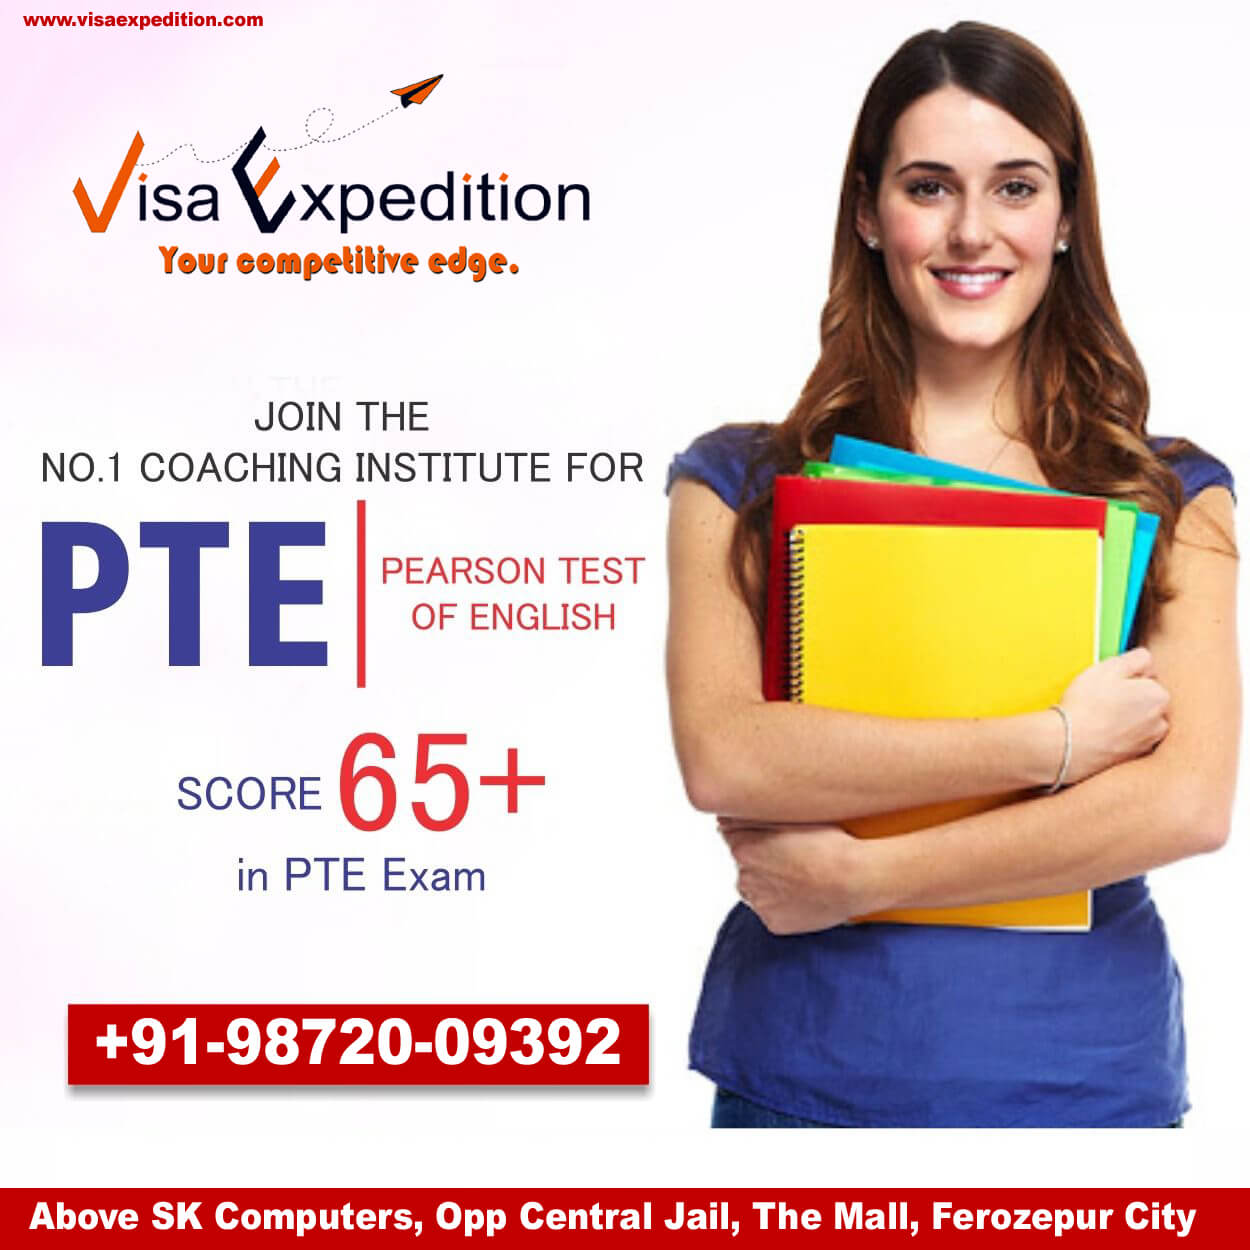 www.visaexpedition.com
Visa Expedition
Your competitive edge.
JOIN THE
NO.1 COACHING INSTITUTE FOR
PTE
PEARSON TEST
OF ENGLISH
SCORE 65+
in PTE Exam
+91-98720-09392
Above SK Computers, Opp Central Jail, The Mall, Ferozepur City